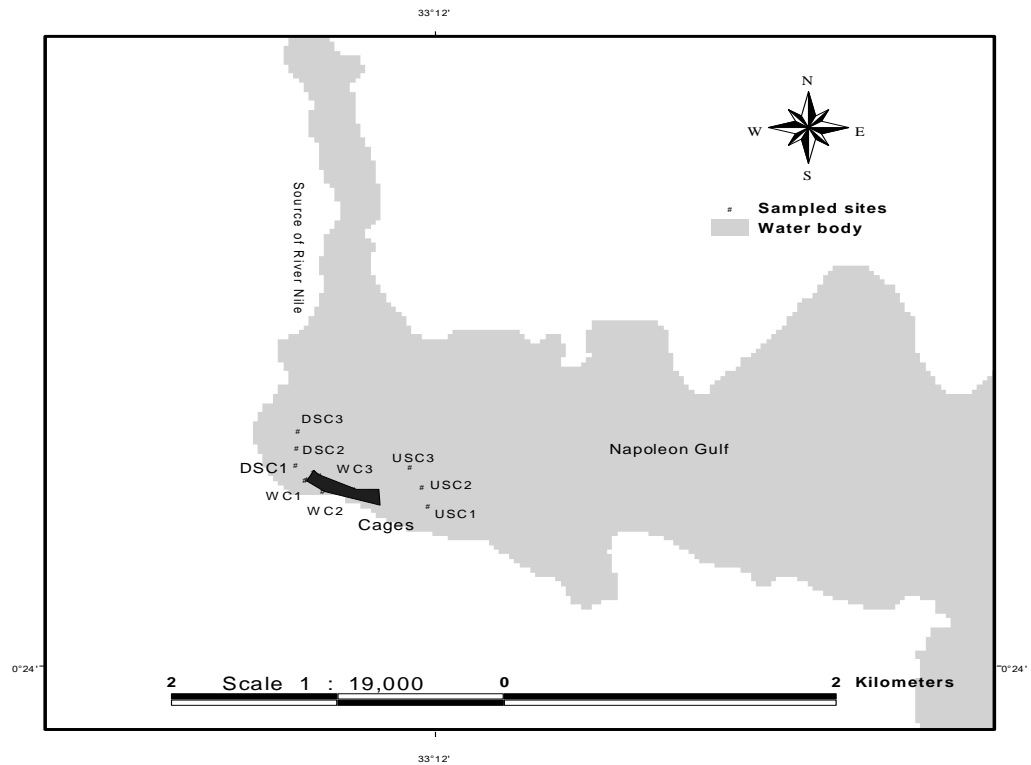 33°12'
N
W E
S
# Sampled sites
Water body
Source of River Nile
DSC3
DSC2
DSC1
WC3
WC1
WC2
USC3
USC2
USC1
Cages
Napoleon Gulf
0°24'
0°24'
Scale 1 : 19,000
2 0 2 Kilometers
33°12'